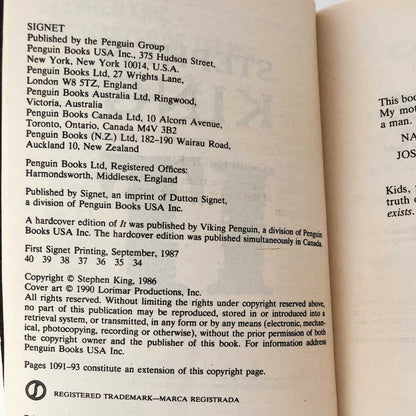 SIGNET
Published by the Penguin Group
Penguin Books USA Inc., 375 Hudson Street,
New York, New York 10014, U.S.A.
Penguin Books Ltd, 27 Wrights Lane,
London W8 5TZ, England
Penguin Books Australia Ltd, Ringwood,
Victoria, Australia
Penguin Books Canada Ltd, 10 Alcorn Avenue,
Toronto, Ontario, Canada M4V 3B2
Penguin Books (N.Z.) Ltd, 182–190 Wairau Road,
Auckland 10, New Zealand
Penguin Books Ltd, Registered Offices:
Harmondsworth, Middlesex, England
Published by Signet, an imprint of Dutton Signet,
a division of Penguin Books USA Inc.
A hardcover edition of It was published by Viking Penguin, a division of Penguin
Books USA Inc. The hardcover edition was published simultaneously in Canada.
First Signet Printing, September, 1987
40 39 38 37 36 35 34
Copyright © Stephen King, 1986
Cover art © 1990 Lorimar Productions, Inc.
All rights reserved. Without limiting the rights under copyright reserved above,
no part of this publication may be reproduced, stored in or introduced into a
retrieval system, or transmitted, in any form or by any means (electronic, mechan-
ical, photocopying, recording or otherwise), without the prior permission of both
the copyright owner and the publisher of this book. For information address
Penguin Books USA Inc.
Pages 1091–93 constitute an extension of this copyright page.
REGISTERED TRADEMARK—MARCA REGISTRADA
This boo
My mot
a man.
NA
JOS
Kids,
truth o
exists.